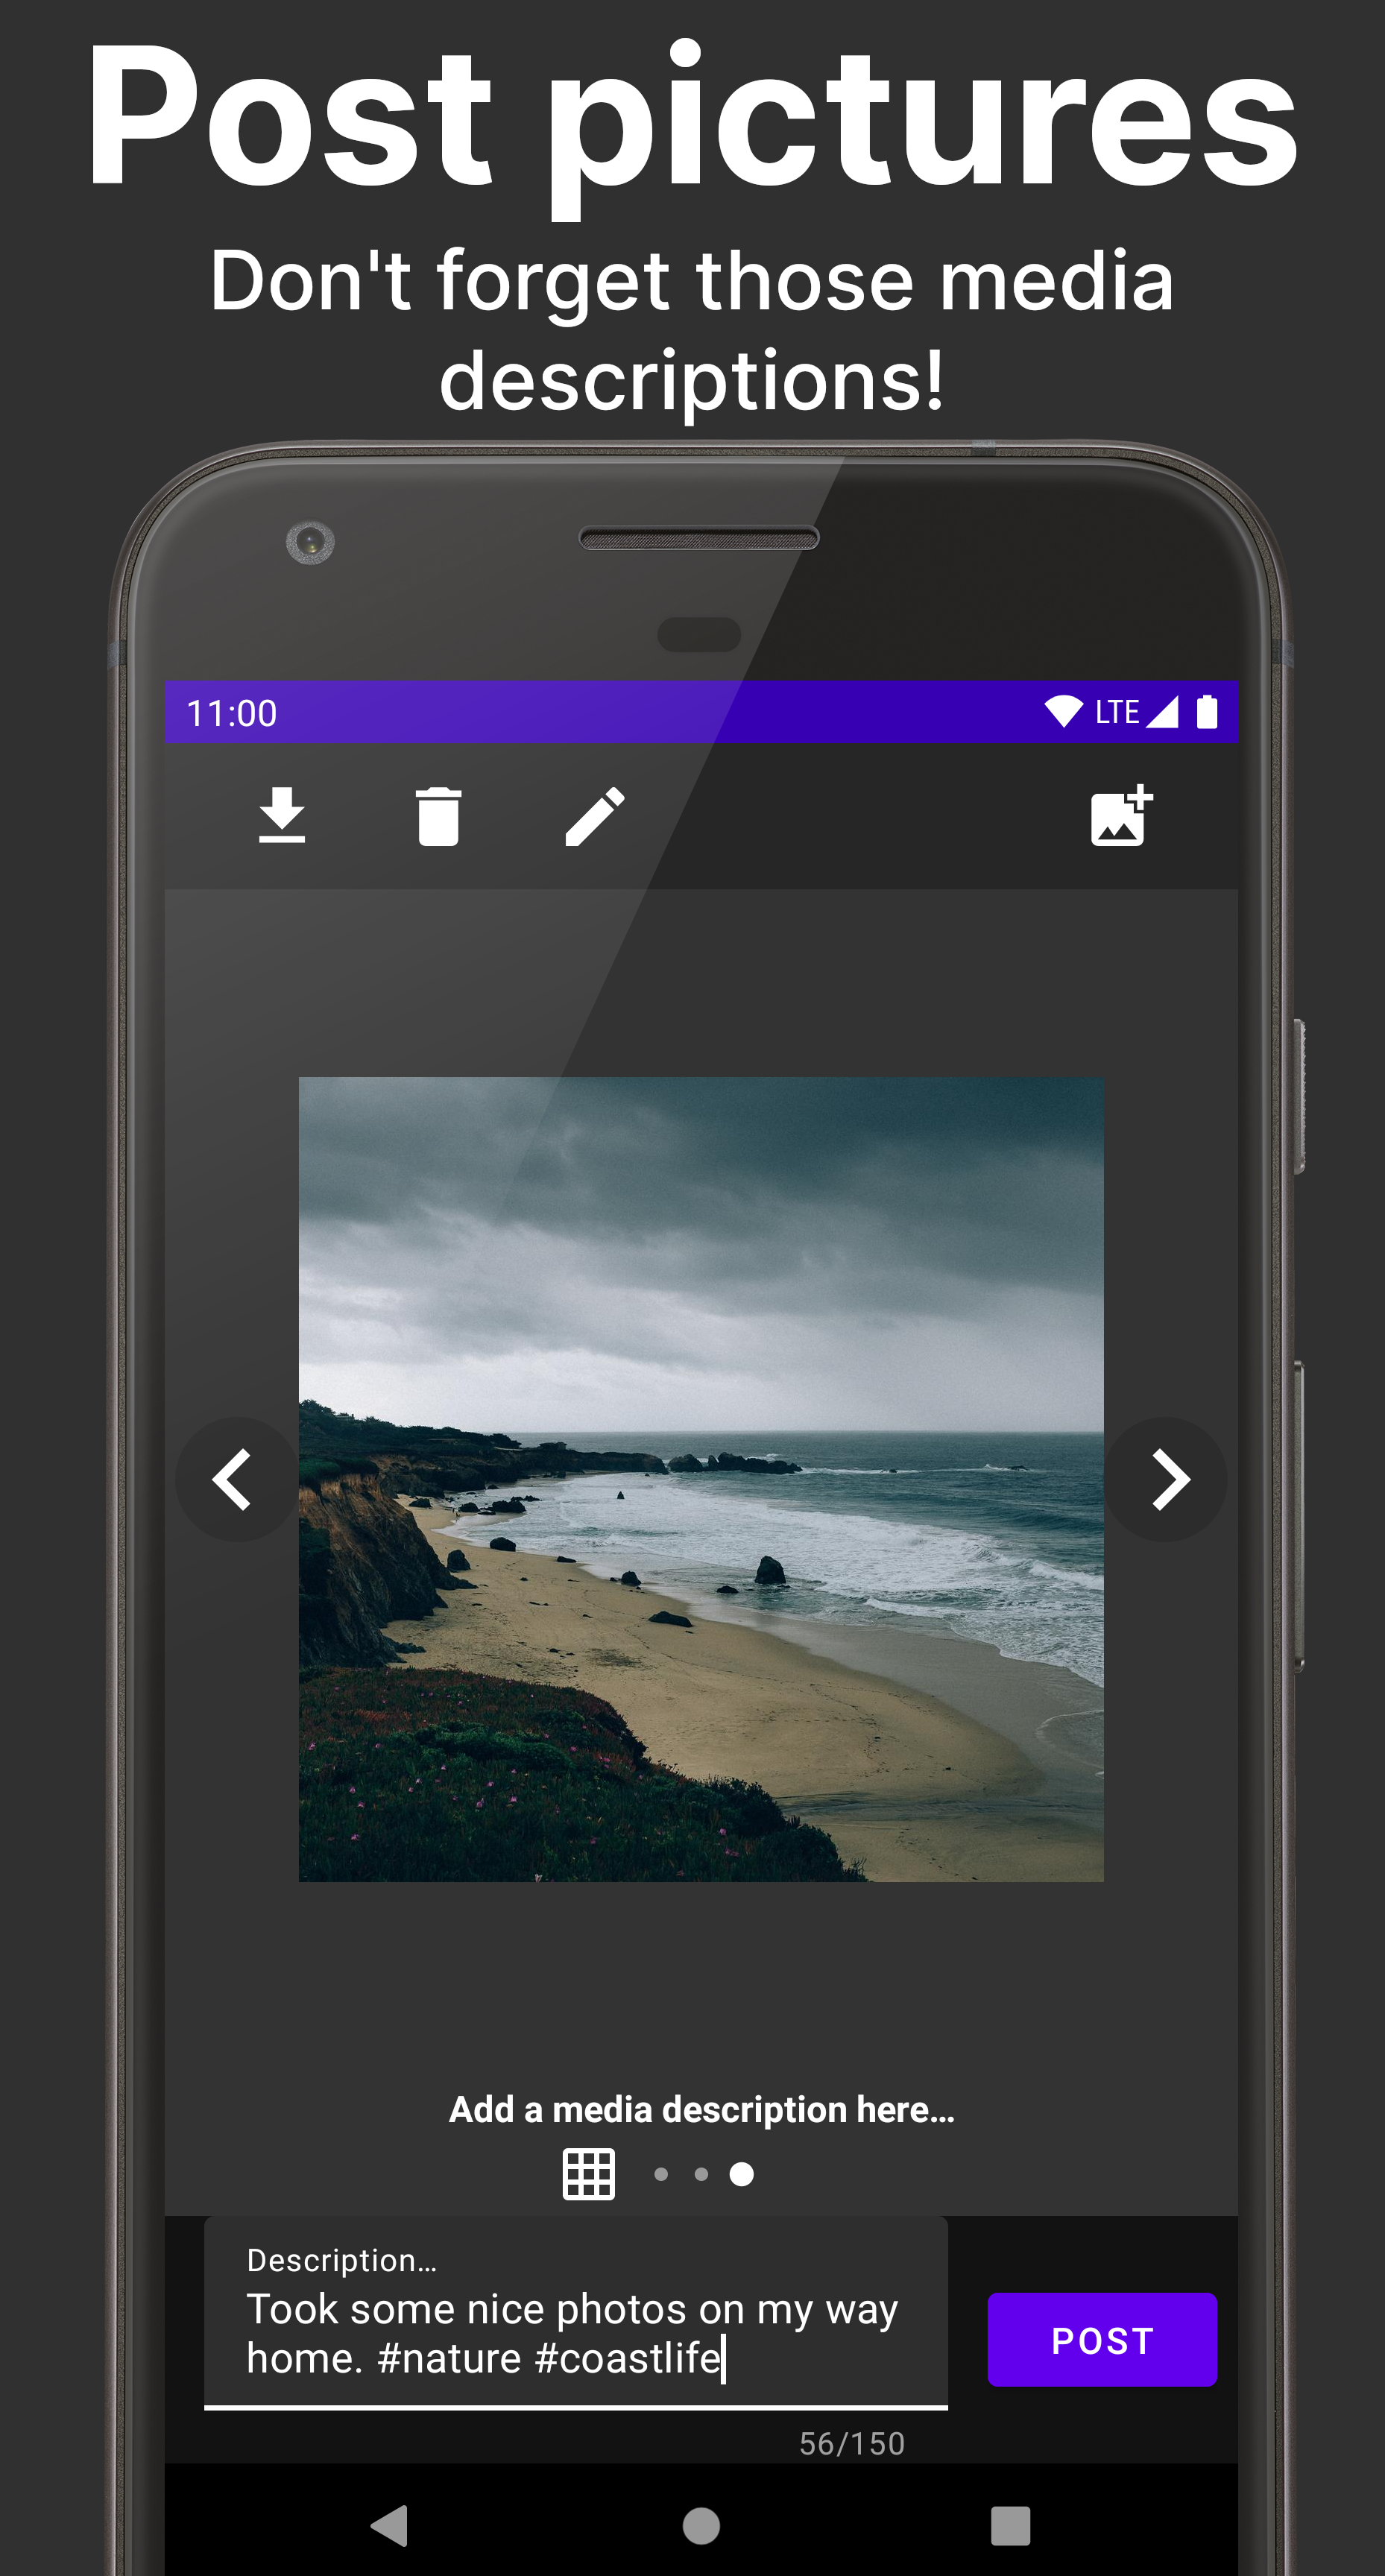 Post pictures
Don't forget those media
descriptions!
11:00
LTE
Add a media description here…
Description…
Took some nice photos on my way
home. #nature #coastlife
POST
56/150